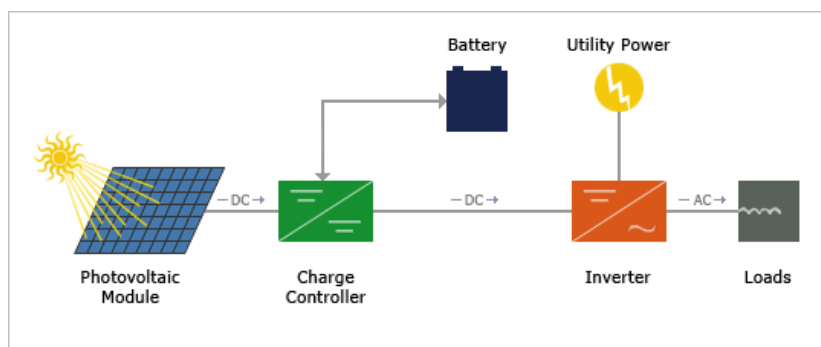 Battery
Utility Power
DC
DC
AC
Photovoltaic
Module
Charge
Controller
Inverter
Loads